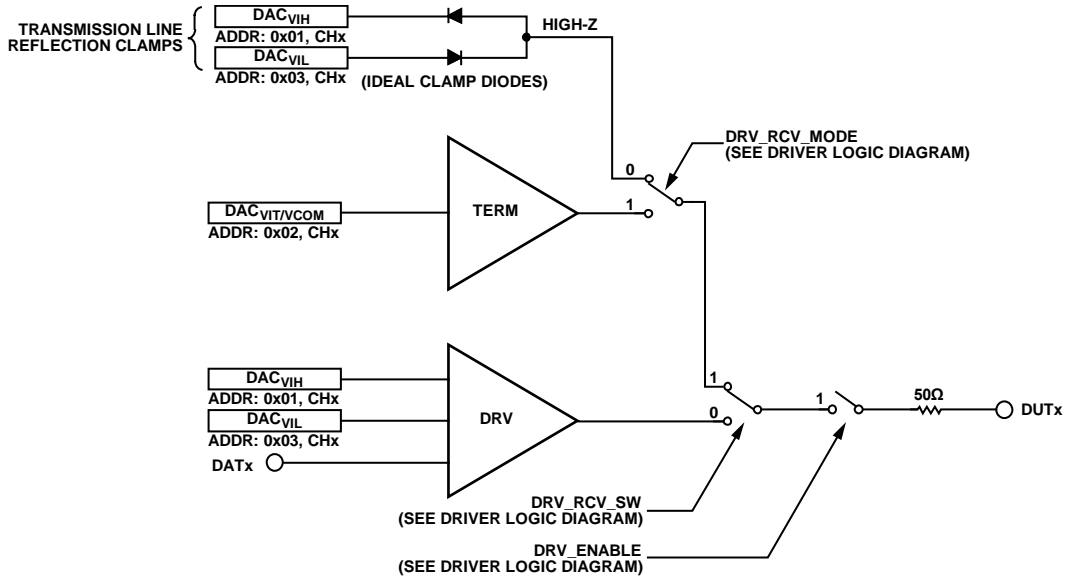 TRANSMISSION LINE
REFLECTION CLAMPS
DACVIH
ADDR: 0x01, CHx
DACVIL
ADDR: 0x03, CHx
(IDEAL CLAMP DIODES)
HIGH-Z
DRV_RCV_MODE
(SEE DRIVER LOGIC DIAGRAM)
0
1
DACVIT/VCOM
ADDR: 0x02, CHx
TERM
DACVIH
ADDR: 0x01, CHx
DACVIL
ADDR: 0x03, CHx
DATx
DRV
1
0
1
50Ω
DUTx
DRV_RCV_SW
(SEE DRIVER LOGIC DIAGRAM)
DRV_ENABLE
(SEE DRIVER LOGIC DIAGRAM)